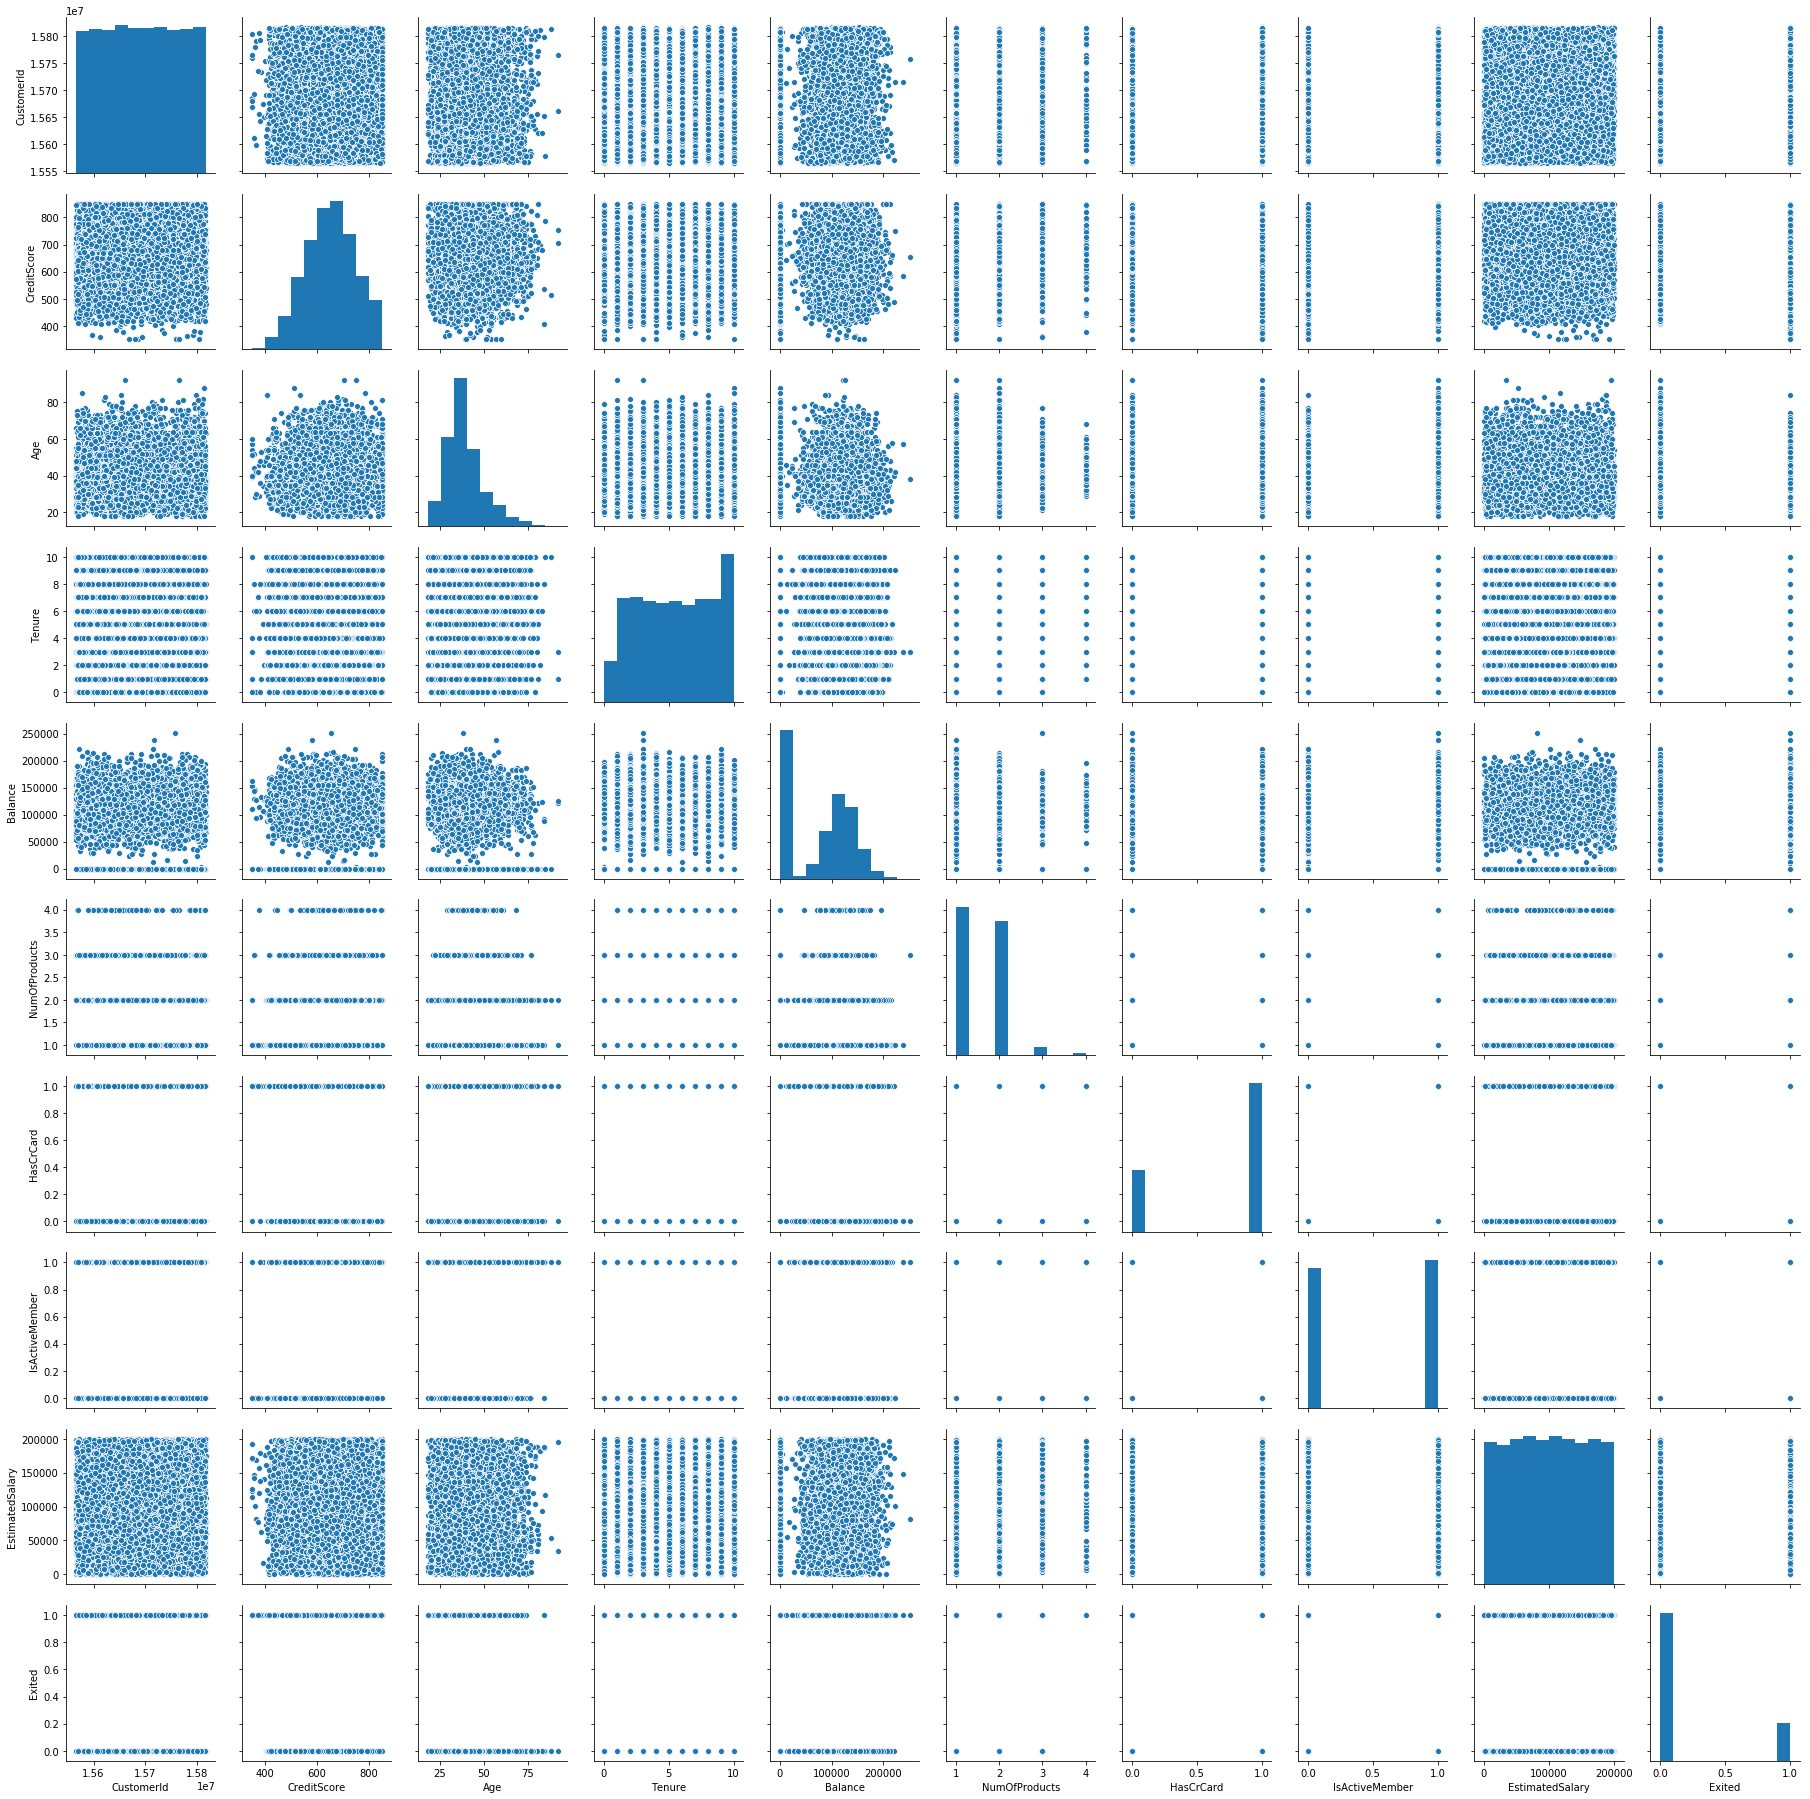 1e7
1.580
1.575
1.570
1.565
1.560
1.555
CustomerId
800
700
600
500
400
CreditScore
80
60
40
20
Age
10
8
6
4
2
0
Tenure
250000
200000
150000
100000
50000
0
Balance
4.0
3.5
3.0
2.5
2.0
1.5
1.0
NumOfProducts
1.0
0.8
0.6
0.4
0.2
0.0
HasCrCard
1.0
0.8
0.6
0.4
0.2
0.0
IsActiveMember
200000
150000
100000
50000
0
EstimatedSalary
1.0
0.8
0.6
0.4
0.2
0.0
Exited
1.56 1.57 1.58
1e7
CustomerId
400 600 800
CreditScore
25 50 75
Age
0 5 10
Tenure
0 100000 200000
Balance
1 2 3 4
NumOfProducts
0.0 0.5 1.0
HasCrCard
0.0 0.5 1.0
IsActiveMember
0 100000 200000
EstimatedSalary
0.0 0.5 1.0
Exited